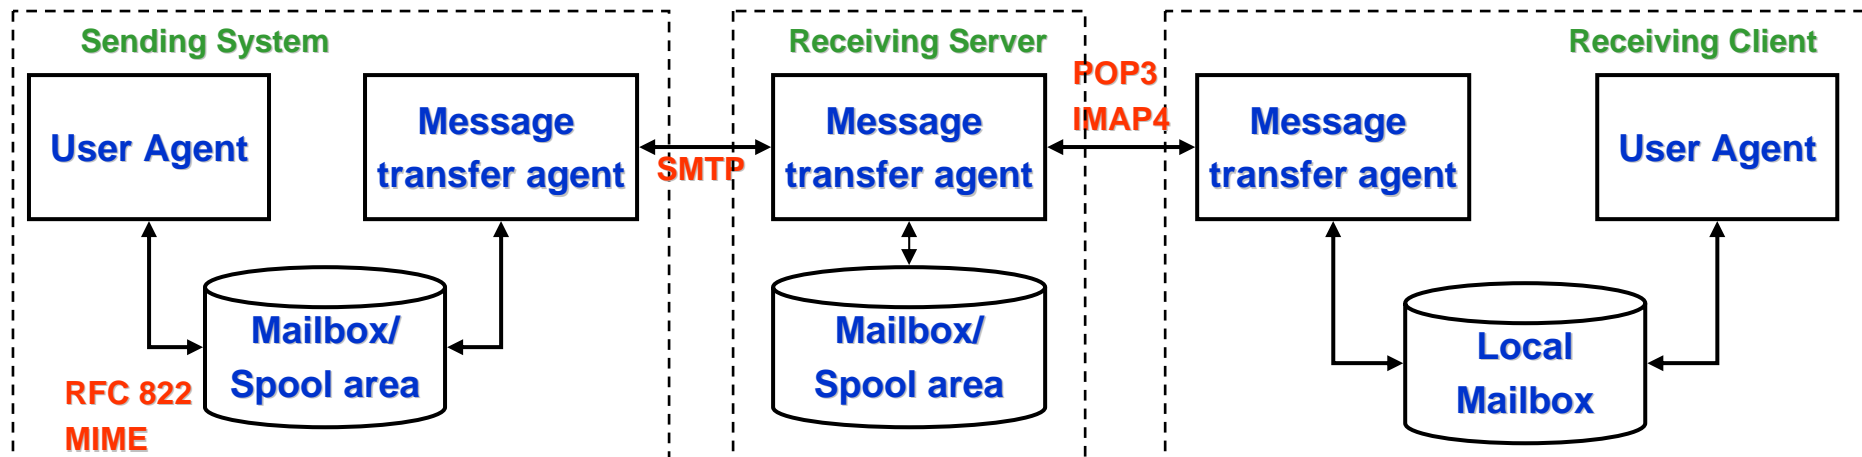 Sending System
User Agent
Message
transfer agent
Mailbox/
Spool area
RFC 822
MIME
SMTP
Receiving Server
Message
transfer agent
Mailbox/
Spool area
POP3
IMAP4
Receiving Client
Message
transfer agent
User Agent
Local
Mailbox